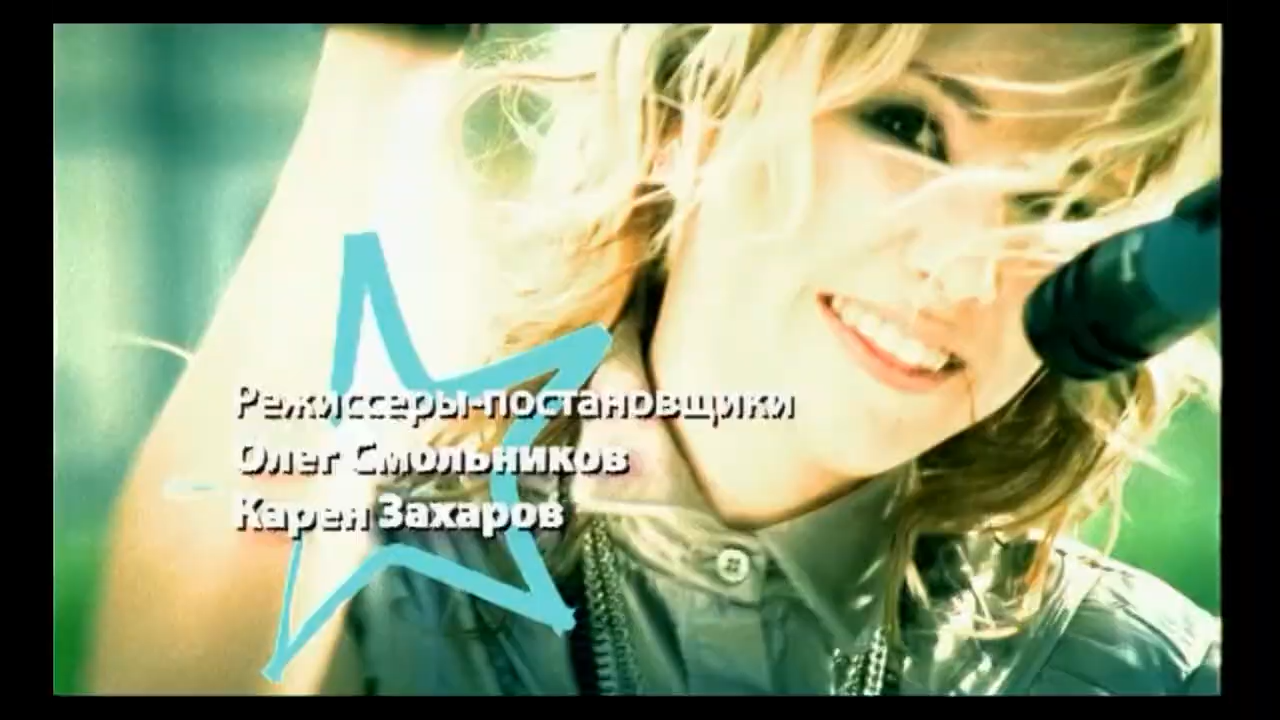 Режиссеры-постановщики
Олег Смольников
Карен Захаров